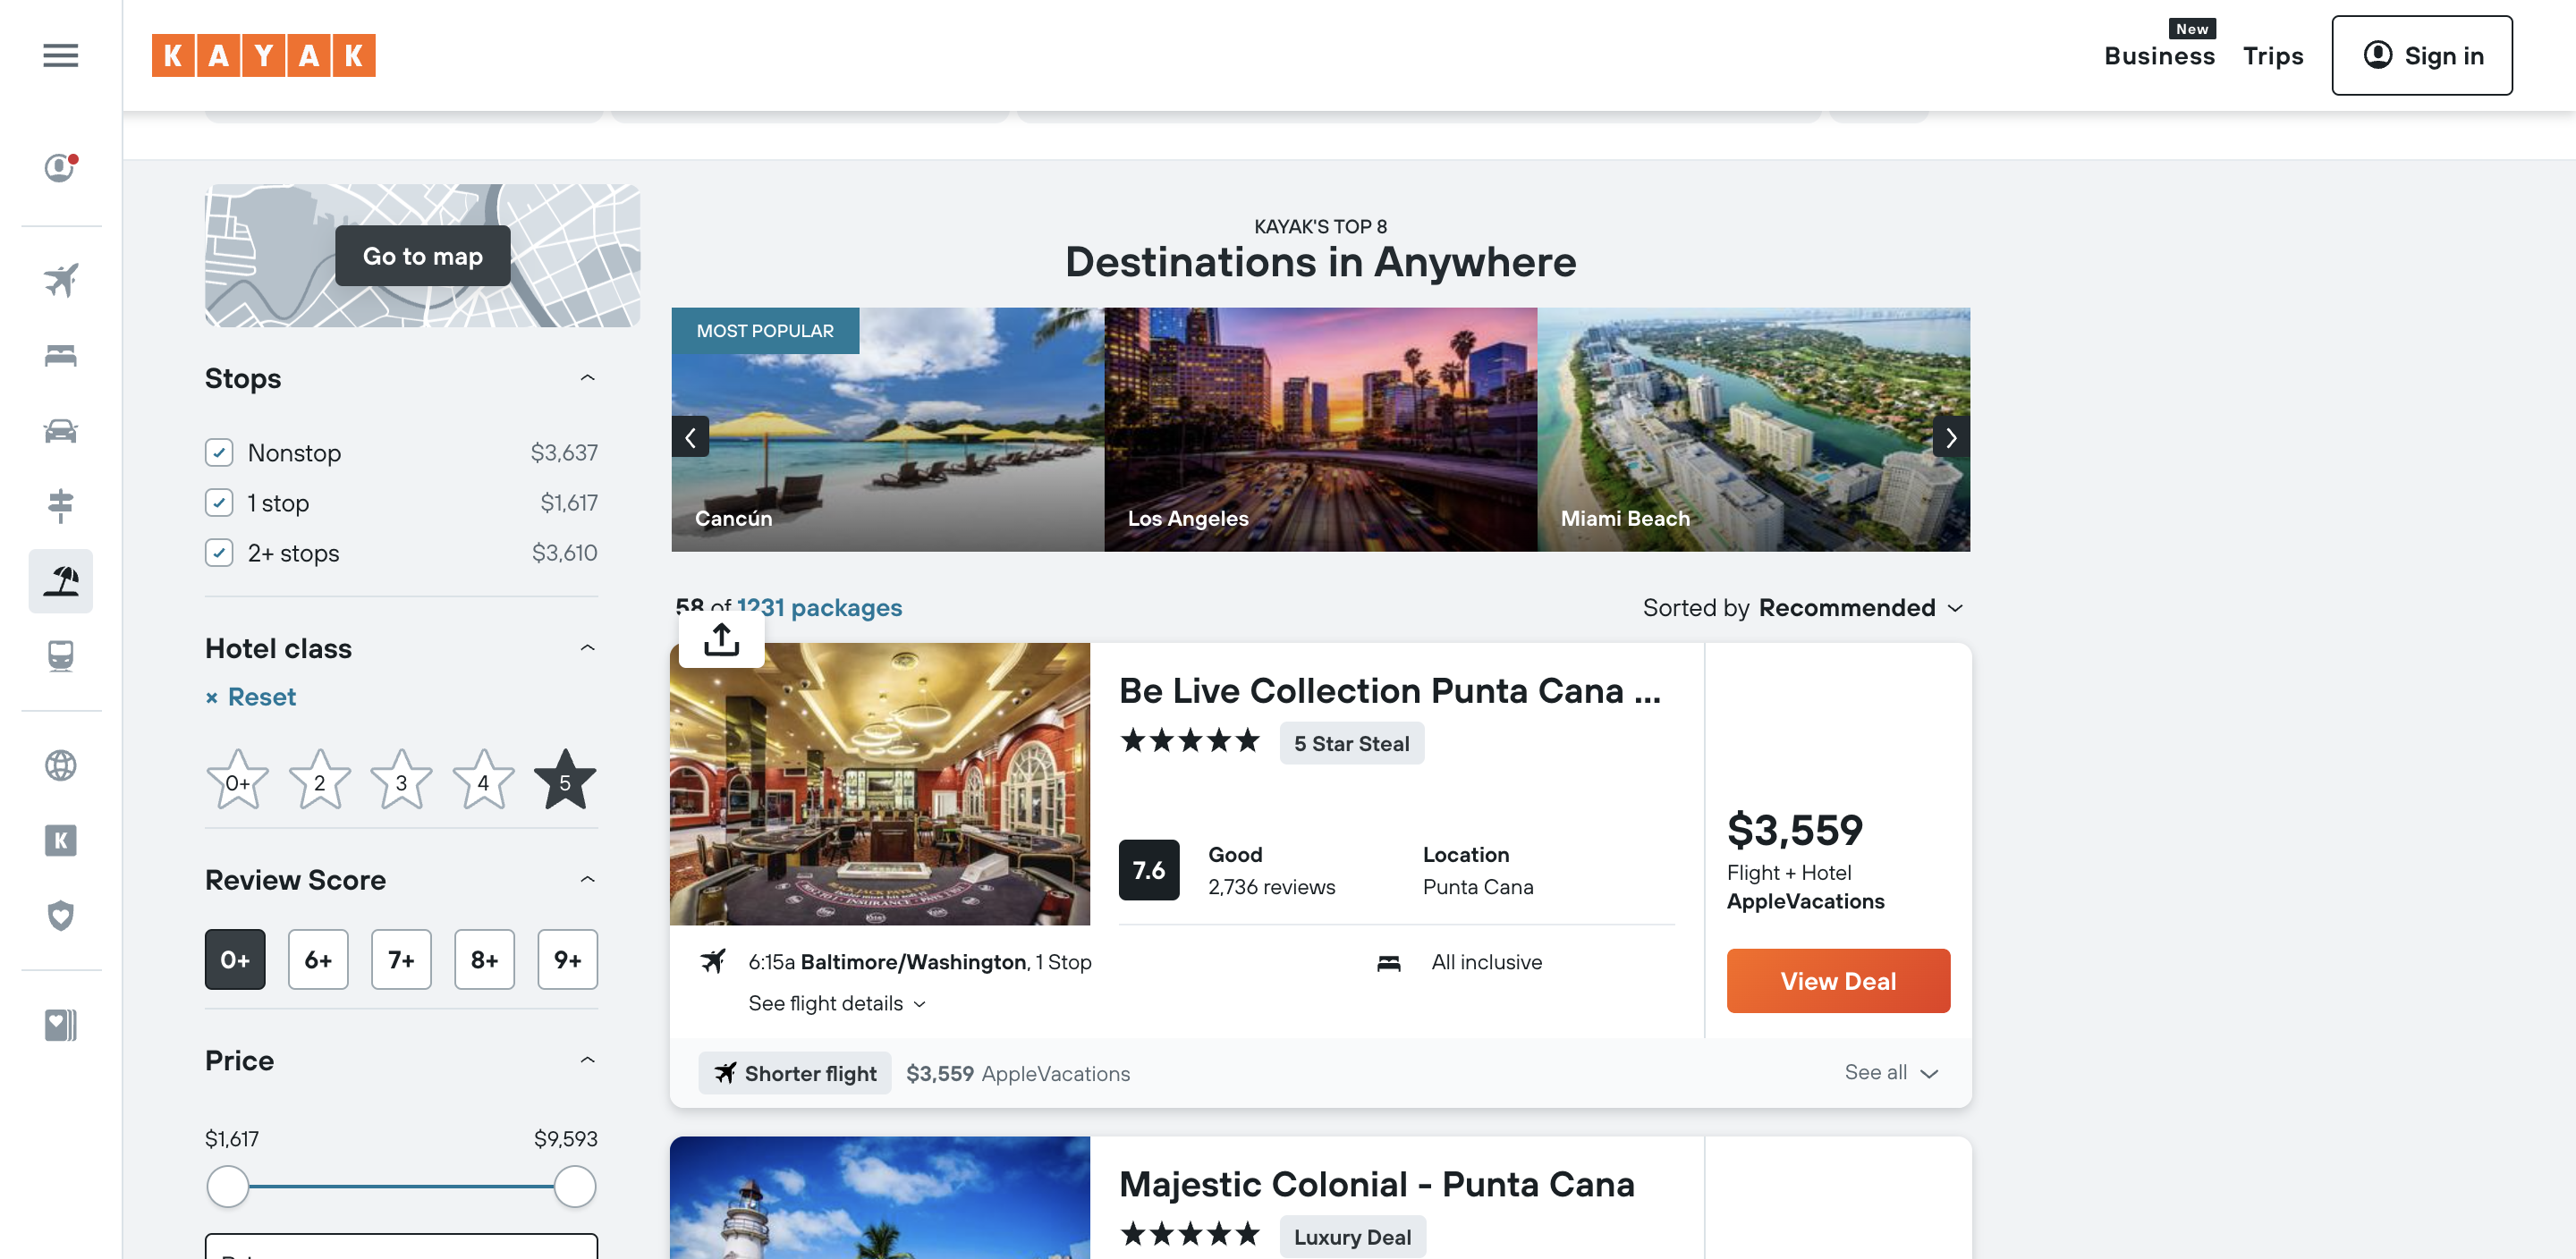 KAYAK
New
Business
Trips
Sign in
Go to map
Stops
Nonstop $3,637
1 stop $1,617
2+ stops $3,610
Hotel class
× Reset
0+ 2 3 4 5
Review Score
0+ 6+ 7+ 8+ 9+
Price
$1,617 $9,593
K
KAYAK'S TOP 8
Destinations in Anywhere
MOST POPULAR
Cancún
Los Angeles
Miami Beach
58 of 1231 packages
Sorted by Recommended
Be Live Collection Punta Cana ...
5 Star Steal
7.6
Good
2,736 reviews
Location
Punta Cana
6:15a Baltimore/Washington, 1 Stop
See flight details
All inclusive
$3,559
Flight + Hotel
AppleVacations
View Deal
Shorter flight $3,559 AppleVacations
See all
Majestic Colonial - Punta Cana
Luxury Deal